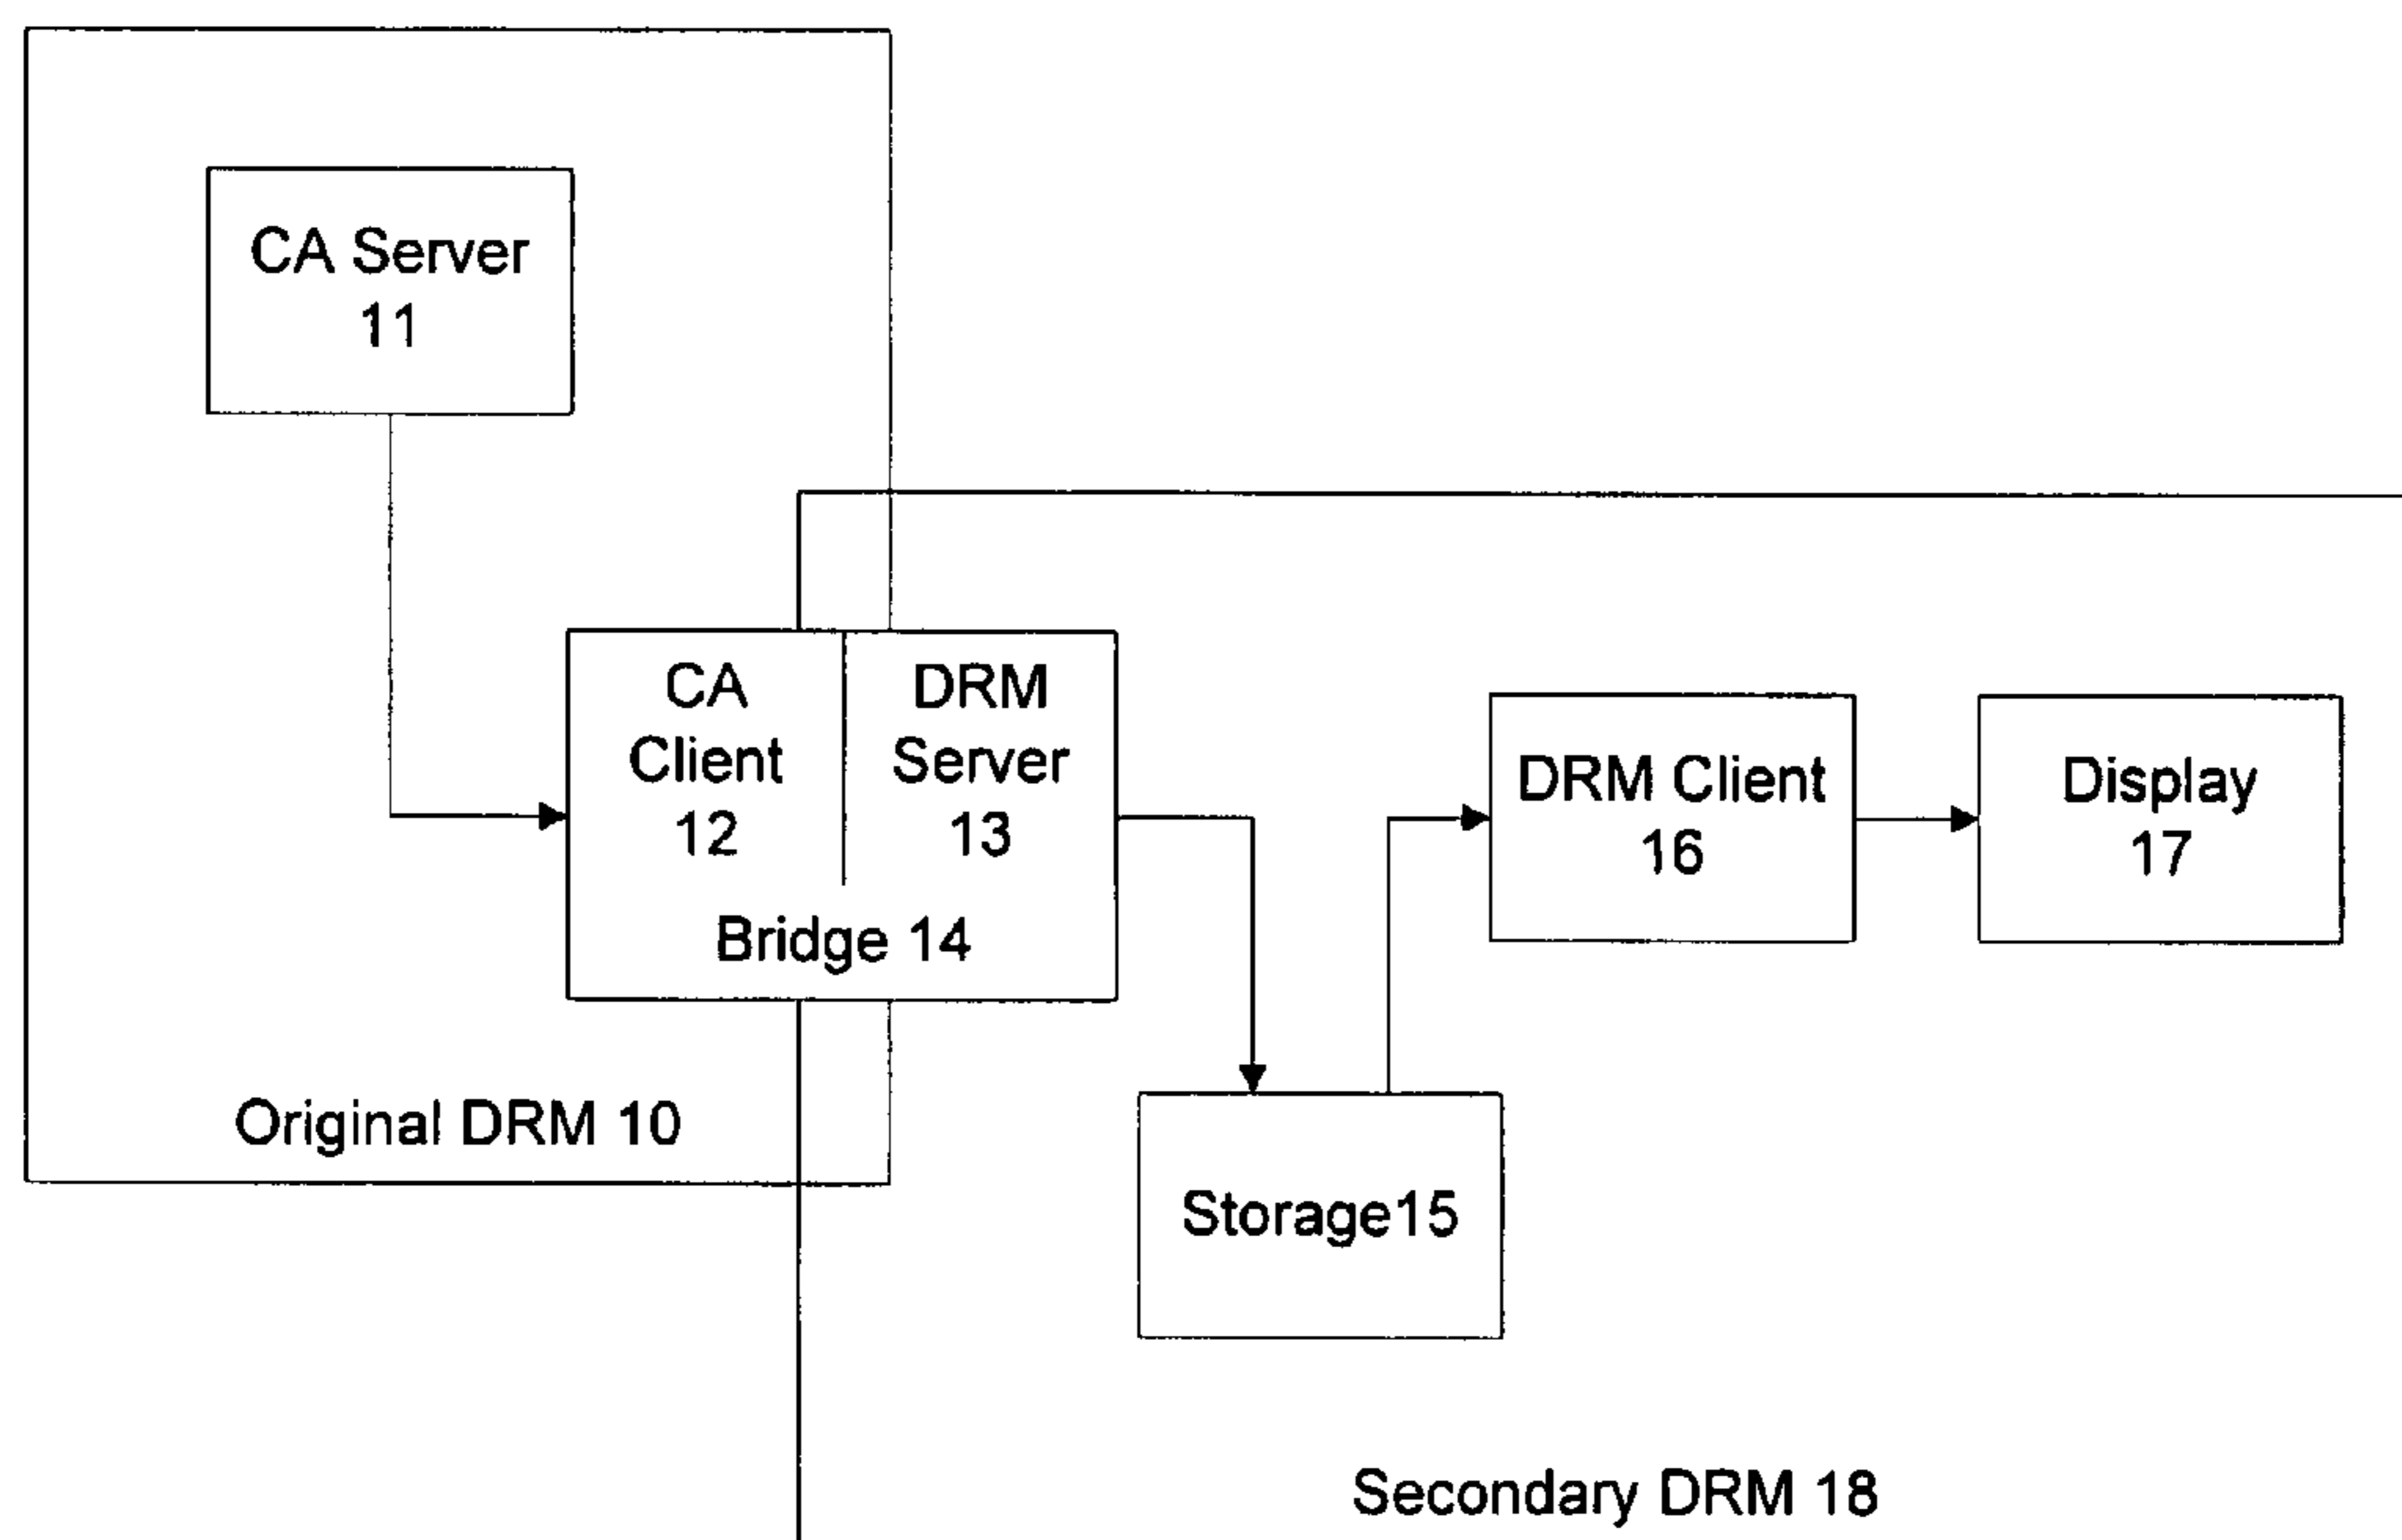 CA Server
11
CA
Client
12
DRM
Server
13
Bridge 14
DRM Client
16
Display
17
Original DRM 10
Storage15
Secondary DRM 18